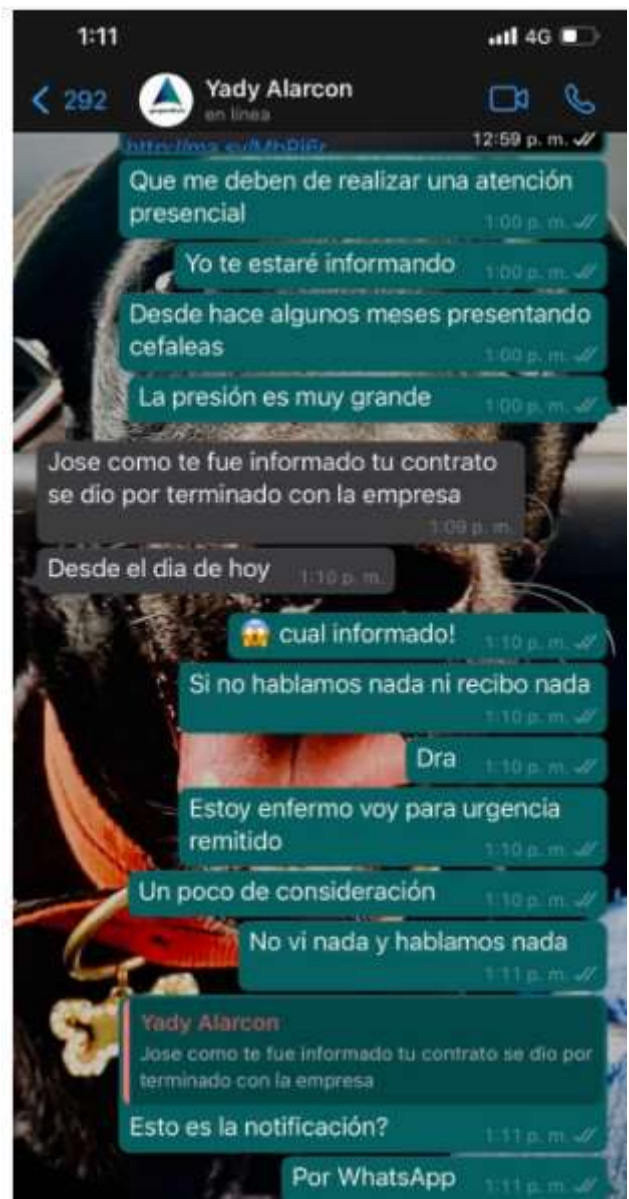 1:11
4G
292
Yady Alarcon
en línea
12:59 p. m.
Que me deben de realizar una atención
presencial
1:00 p. m.
Yo te estaré informando
1:00 p. m.
Desde hace algunos meses presentando
cefaleas
1:00 p. m.
La presión es muy grande
1:00 p. m.
Jose como te fue informado tu contrato
se dio por terminado con la empresa
1:09 p. m.
Desde el dia de hoy
1:10 p. m.
😱 cual informado!
1:10 p. m.
Si no hablamos nada ni recibo nada
1:10 p. m.
Dra
1:10 p. m.
Estoy enfermo voy para urgencia
remitido
1:10 p. m.
Un poco de consideración
1:10 p. m.
No vi nada y hablamos nada
1:11 p. m.
Yady Alarcon
Jose como te fue informado tu contrato se dio por
terminado con la empresa
Esto es la notificación?
1:11 p. m.
Por WhatsApp
1:11 p. m.